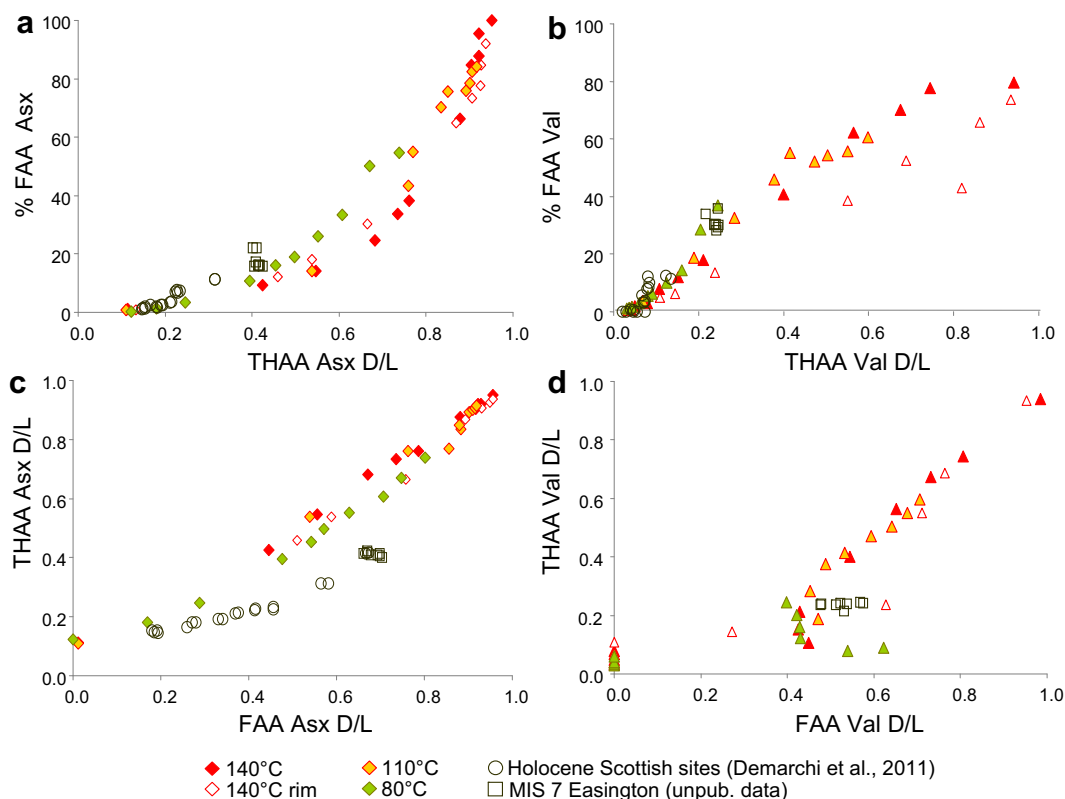 a
b
% FAA Asx
100
80
60
40
20
0
0.0 0.2 0.4 0.6 0.8 1.0
THAA Asx D/L
% FAA Val
100
80
60
40
20
0
0.0 0.2 0.4 0.6 0.8 1.0
THAA Val D/L
c
d
THAA Asx D/L
1.0
0.8
0.6
0.4
0.2
0.0
0.0 0.2 0.4 0.6 0.8 1.0
FAA Asx D/L
THAA Val D/L
1.0
0.8
0.6
0.4
0.2
0.0
0.0 0.2 0.4 0.6 0.8 1.0
FAA Val D/L
140°C
110°C
Holocene Scottish sites (Demarchi et al., 2011)
140°C rim
80°C
MIS 7 Easington (unpub. data)